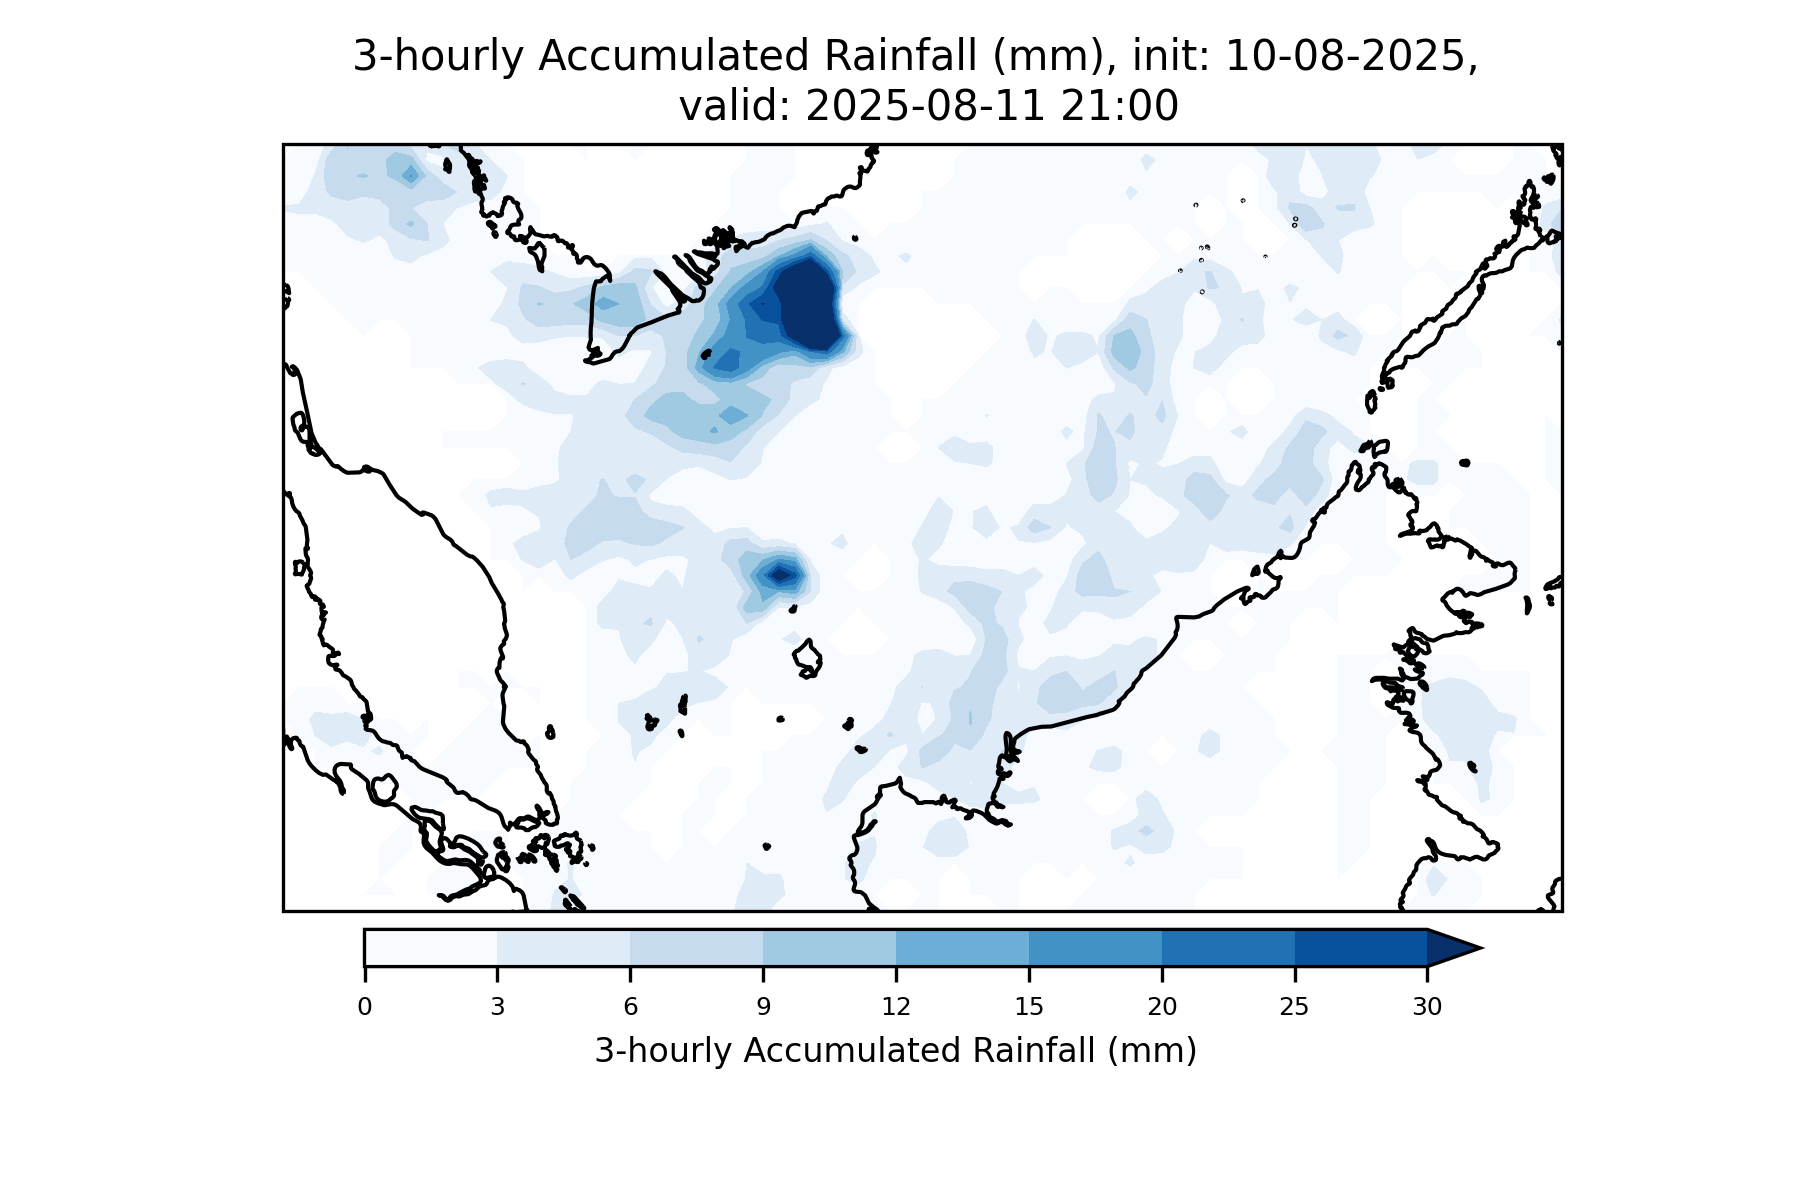 3-hourly Accumulated Rainfall (mm), init: 10-08-2025,
valid: 2025-08-11 21:00
0 3 6 9 12 15 20 25 30
3-hourly Accumulated Rainfall (mm)